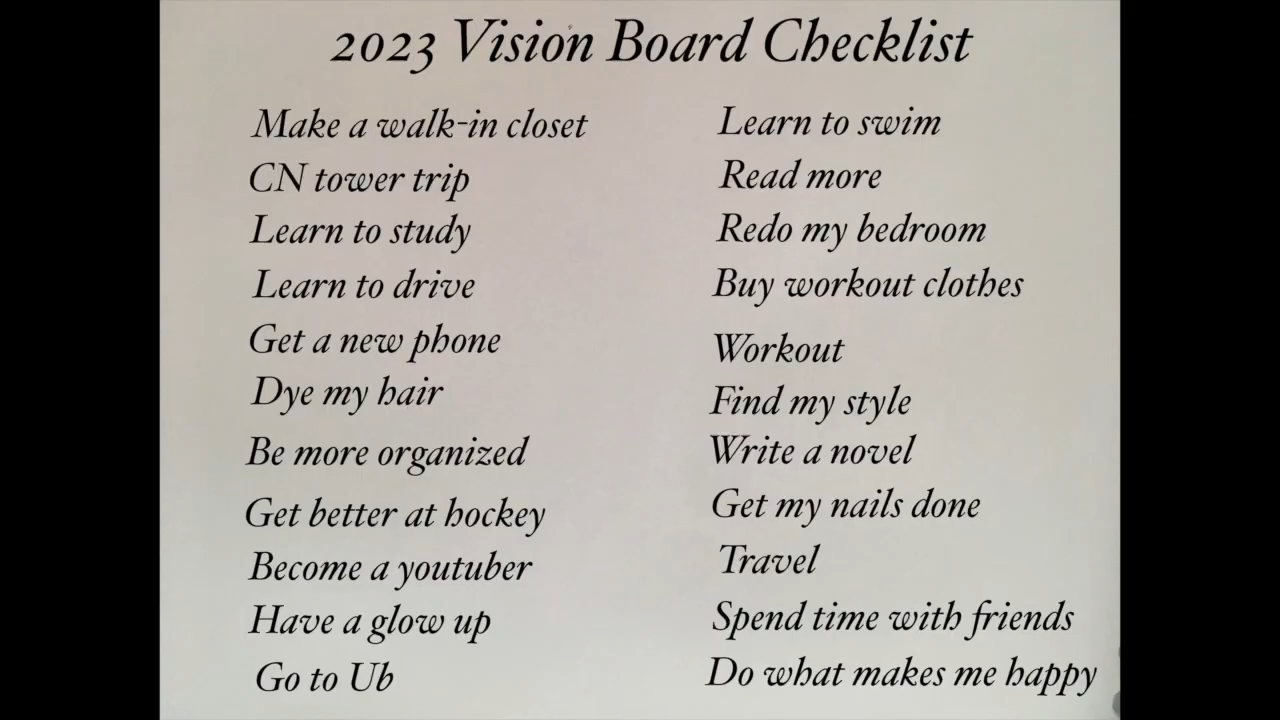 2023 Vision Board Checklist
Make a walk-in closet
CN tower trip
Learn to study
Learn to drive
Get a new phone
Dye my hair
Be more organized
Get better at hockey
Become a youtuber
Have a glow up
Go to Ub
Learn to swim
Read more
Redo my bedroom
Buy workout clothes
Workout
Find my style
Write a novel
Get my nails done
Travel
Spend time with friends
Do what makes me happy